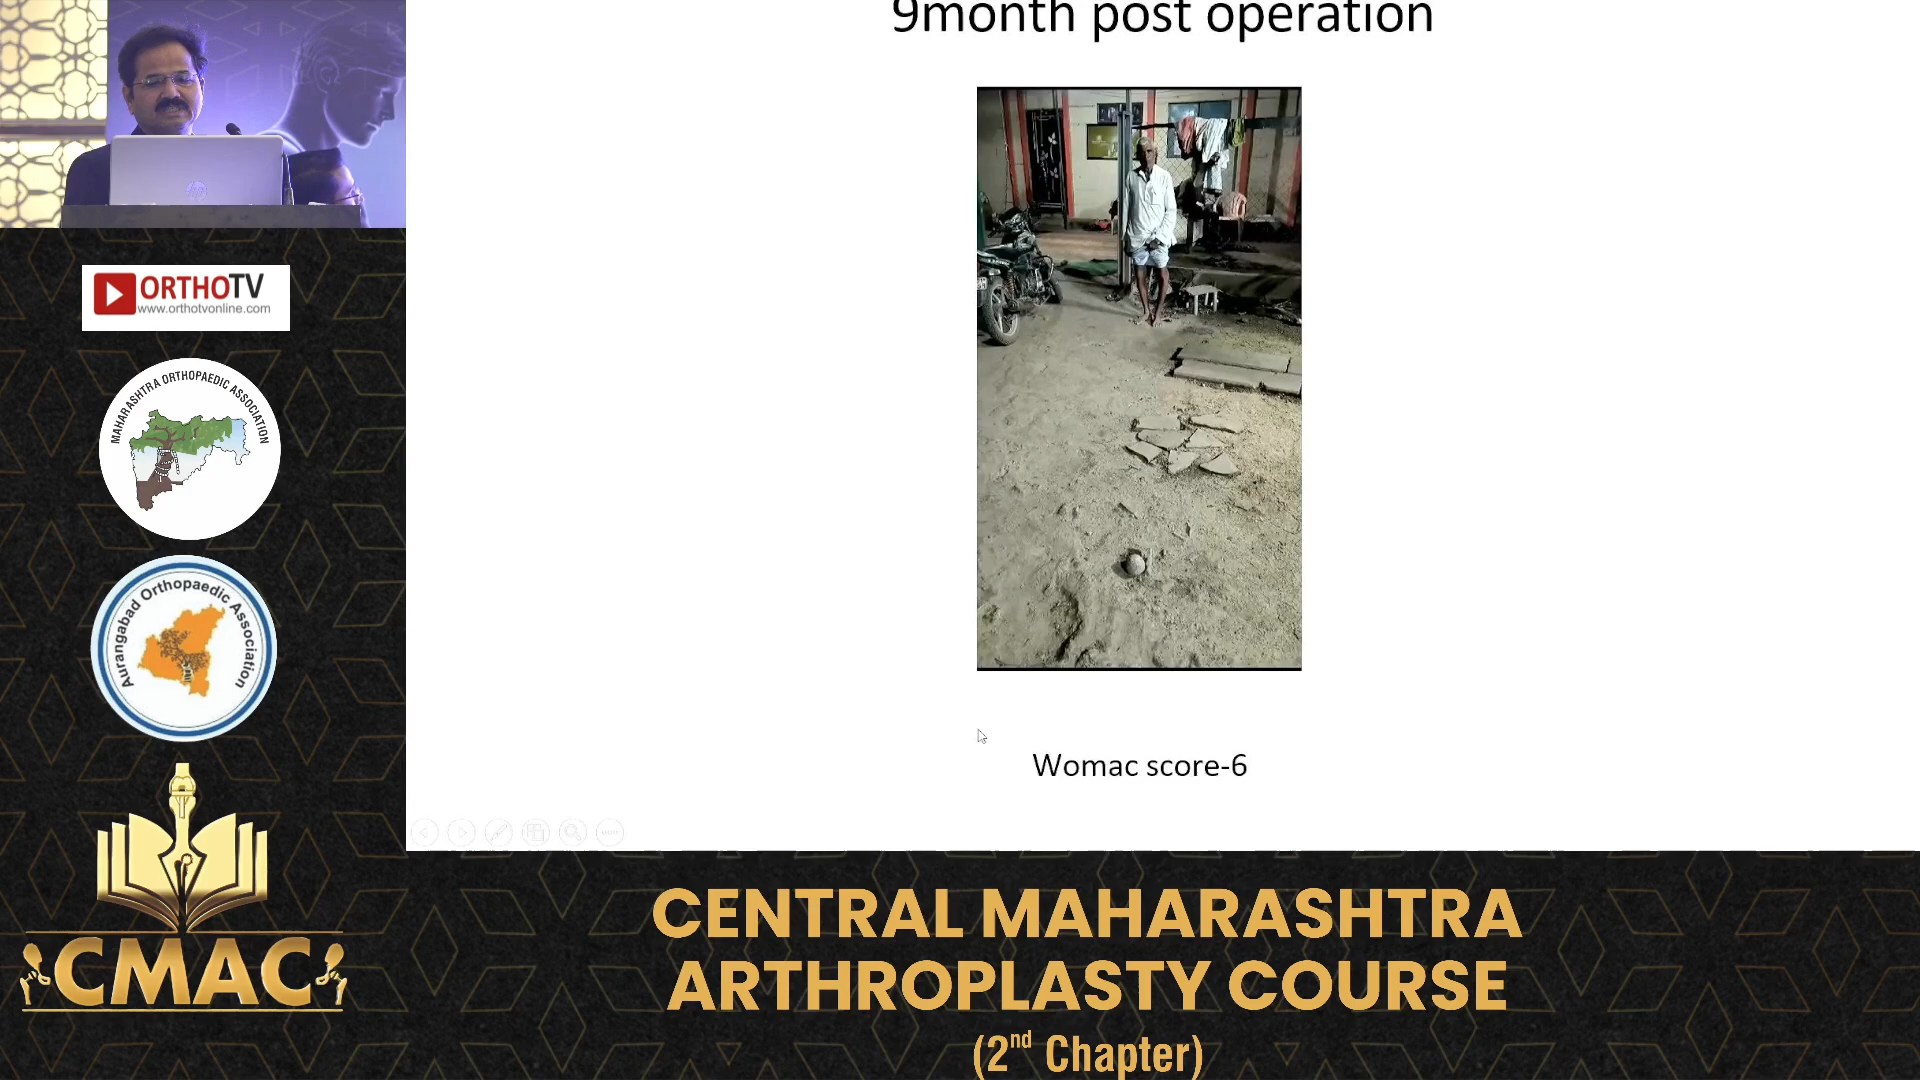 9month post operation
ORTHOTV
www.orthotvonline.com
MAHARASHTRA ORTHOPAEDIC ASSOCIATION
Aurangabad Orthopaedic Association
Womac score-6
CMAC
CENTRAL MAHARASHTRA
ARTHROPLASTY COURSE
(2nd Chapter)